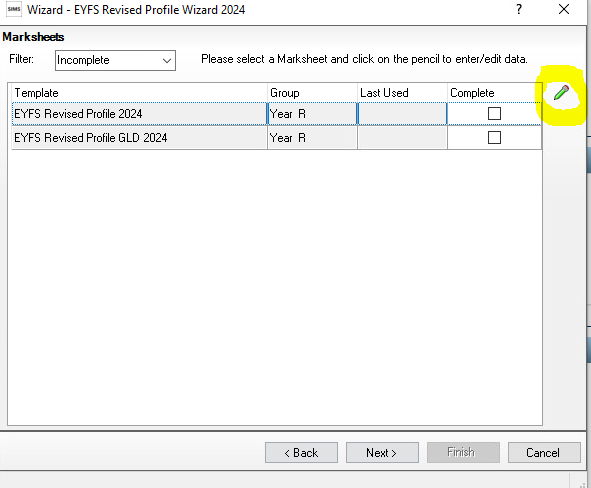 SIMS Wizard - EYFS Revised Profile Wizard 2024 ?
Marksheets
Filter: Incomplete Please select a Marksheet and click on the pencil to enter/edit data.
Template Group Last Used Complete
EYFS Revised Profile 2024 Year R
EYFS Revised Profile GLD 2024 Year R
< Back Next > Finish Cancel